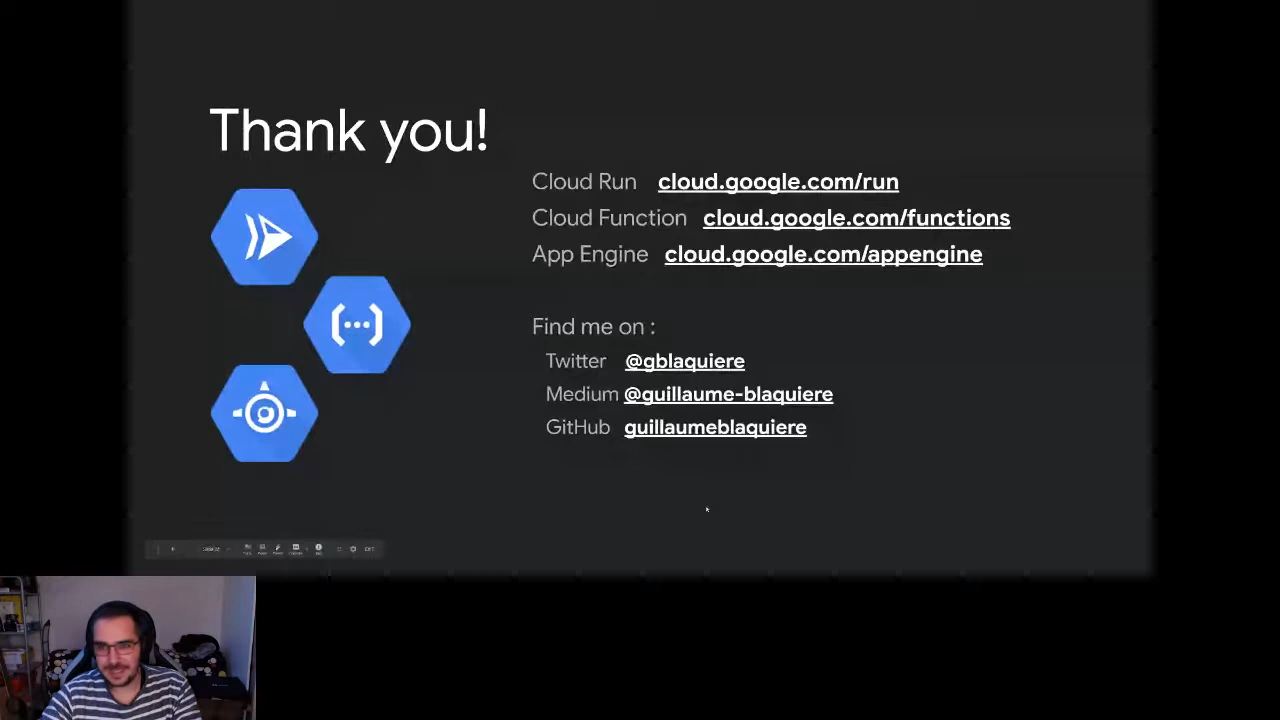 Thank you!
Cloud Run cloud.google.com/run
Cloud Function cloud.google.com/functions
App Engine cloud.google.com/appengine
Find me on :
Twitter @gblaquiere
Medium @guillaume-blaquiere
GitHub guillaumeblaquiere